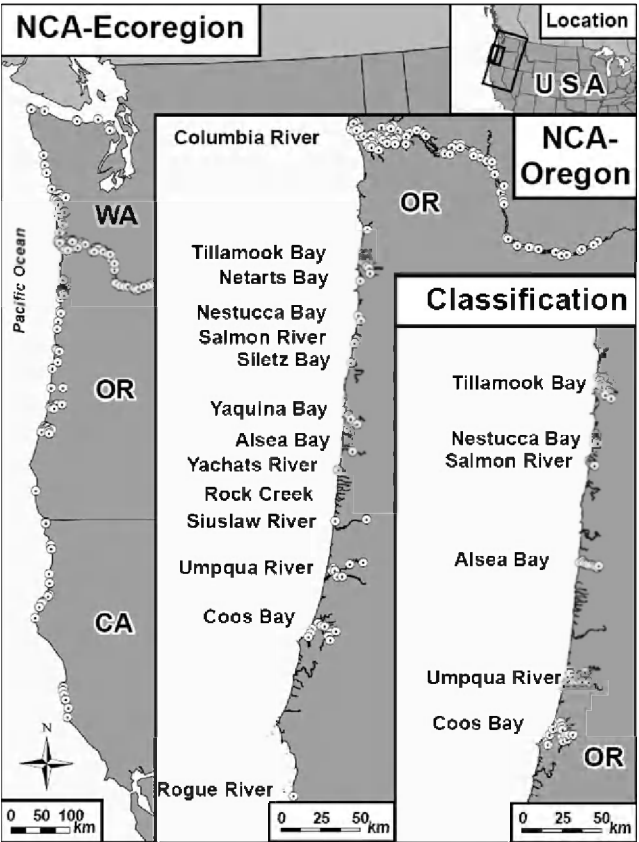 NCA-Ecoregion
Location
USA
Pacific Ocean
WA
OR
CA
N
0 50 100
km
NCA-
Oregon
OR
Columbia River
Tillamook Bay
Netarts Bay
Nestucca Bay
Salmon River
Siletz Bay
Yaquina Bay
Alsea Bay
Yachats River
Rock Creek
Siuslaw River
Umpqua River
Coos Bay
Rogue River
0 25 50
km
Classification
Tillamook Bay
Nestucca Bay
Salmon River
Alsea Bay
Umpqua River
Coos Bay
OR
0 25 50
km